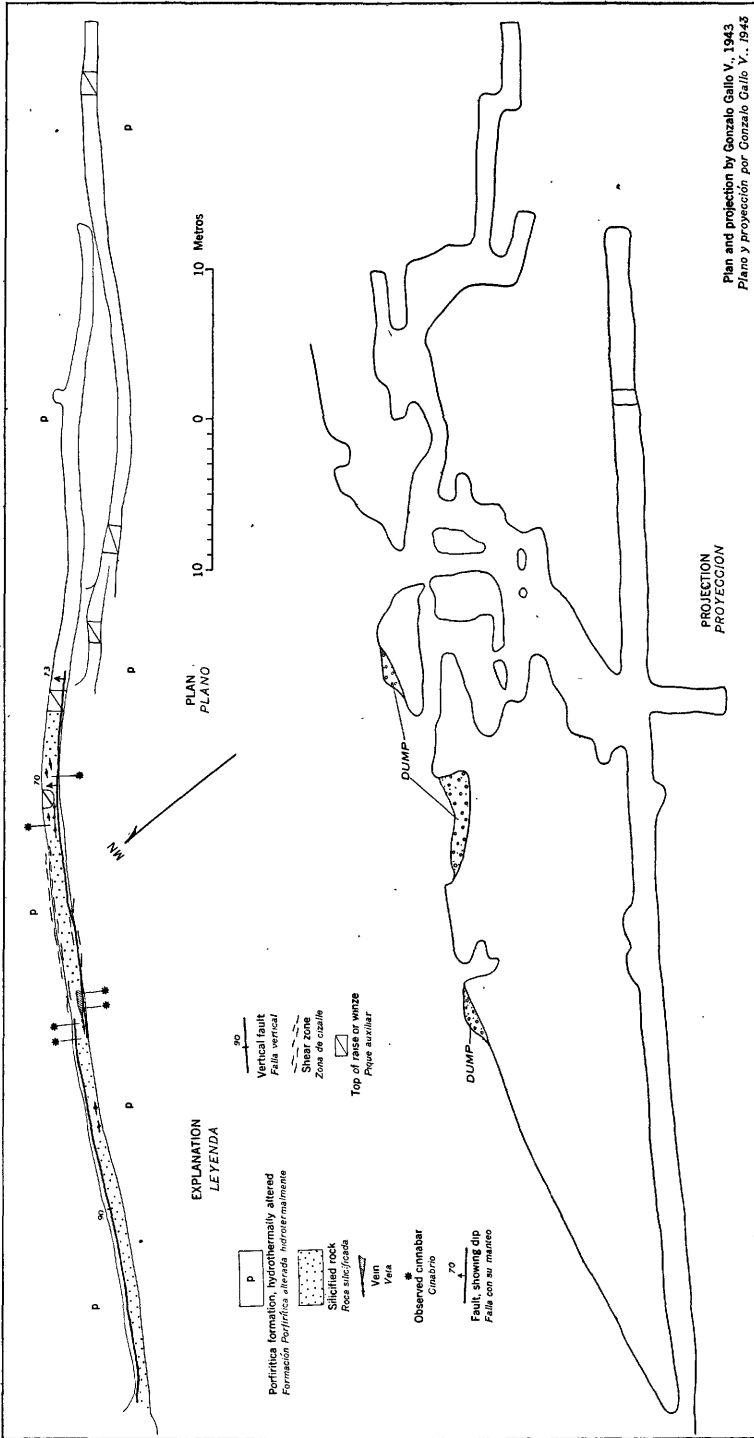 p
p
p
p
p
p
p
90
70
73
MN
PLAN
PLANO
10
0
10
Metros
EXPLANATION
LEYENDA
p
Porfiritica formation, hydrothermally altered
Formación Porfirítica alterada hidrotermalmente
Silicified rock
Roca silicificada
Vein
Veta
Observed cinnabar
Cinabrio
70
Fault, showing dip
Falla con su manteo
90
Vertical fault
Falla vertical
Shear zone
Zona de cizalle
Top of raise or winze
Pique auxiliar
DUMP
DUMP
PROJECTION
PROYECCION
Plan and projection by Gonzalo Gallo V., 1943
Plano y proyección por Gonzalo Gallo V., 1943